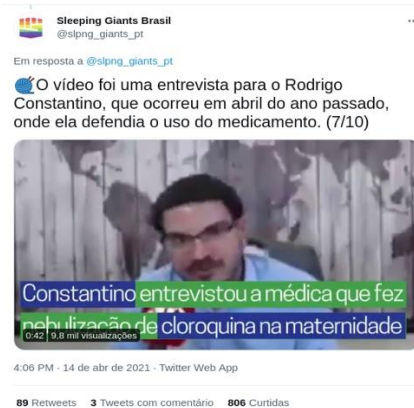 Sleeping Giants Brasil
@slpng_giants_pt
Em resposta a @slpng_giants_pt
O vídeo foi uma entrevista para o Rodrigo
Constantino, que ocorreu em abril do ano passado,
onde ela defendia o uso do medicamento. (7/10)
Constantino entrevistou a médica que fez
nebulização de cloroquina na maternidade
0:42 9,8 mil visualizações
4:06 PM · 14 de abr de 2021 · Twitter Web App
89 Retweets 3 Tweets com comentário 806 Curtidas